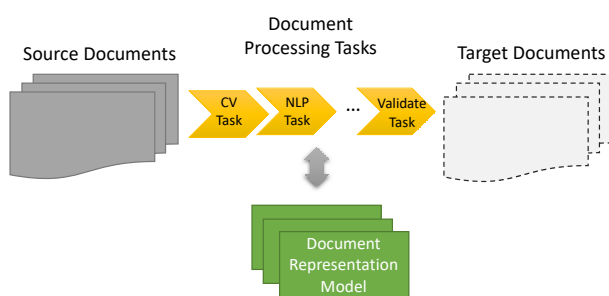 Document
Processing Tasks
Source Documents
Target Documents
CV
Task
NLP
Task
...
Validate
Task
Document
Representation
Model